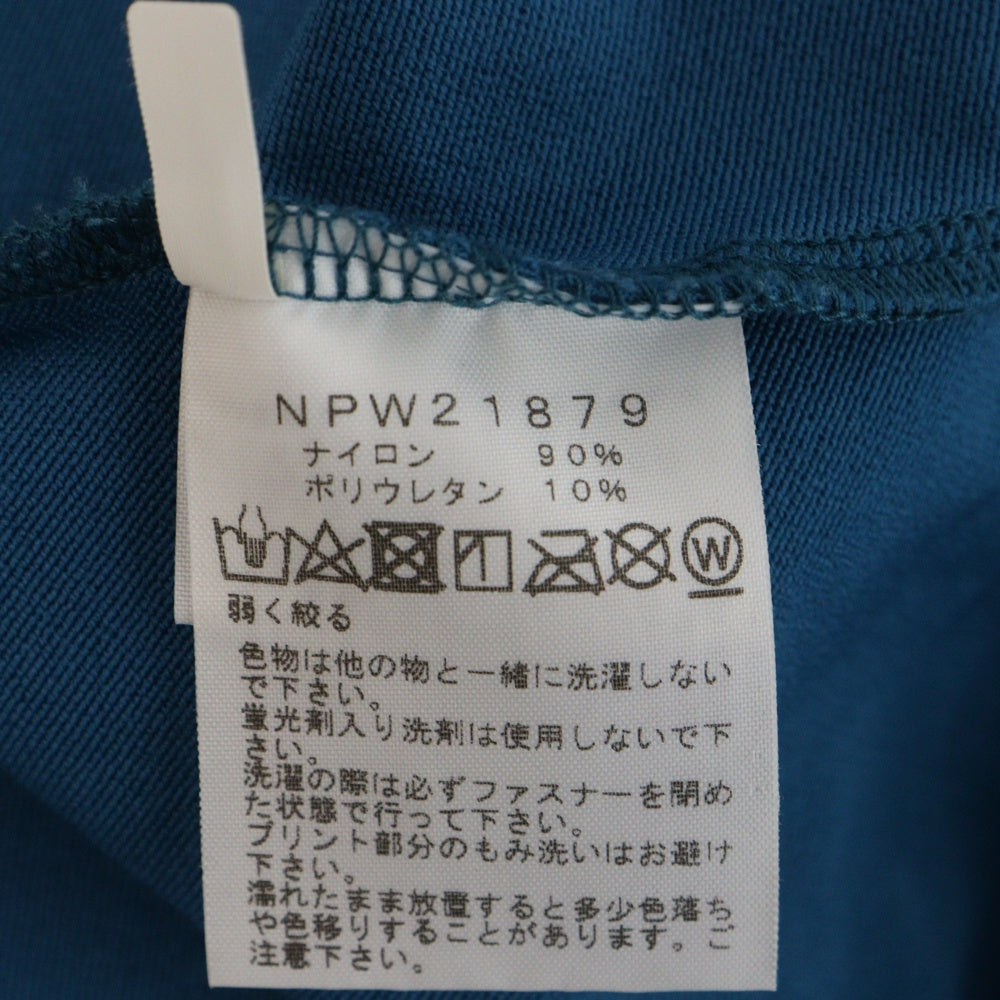 NPW21879
ナイロン 90%
ポリウレタン 10%
W
弱く絞る
色物は他の物と一緒に洗濯しない
で下さい。
蛍光剤入り洗剤は使用しないで下
さい。
洗濯の際は必ずファスナーを閉め
た状態で行って下さい。
プリント部分のもみ洗いはお避け
下さい。
濡れたまま放置すると多少色落ち
や色移りすることがあります。ご
注意下さい。